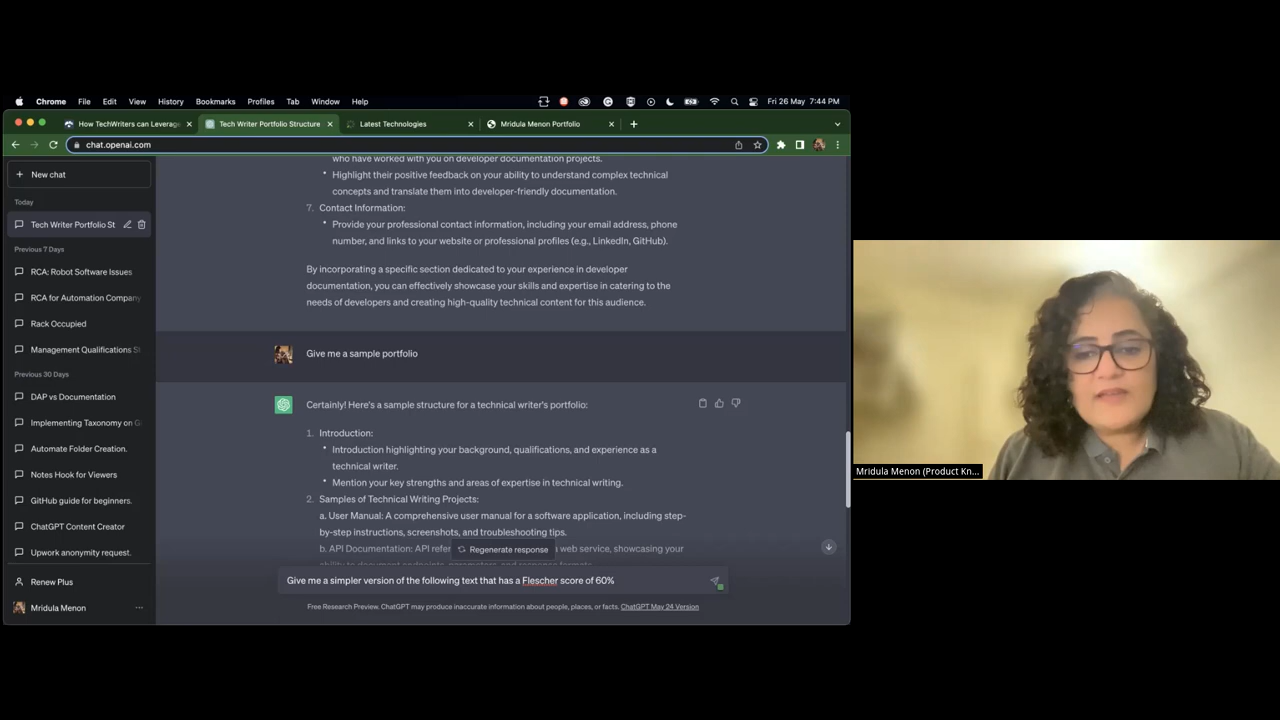 Chrome File Edit View History Bookmarks Profiles Tab Window Help Fri 26 May 7:44 PM
How TechWriters can Leverage Tech Writer Portfolio Structure Latest Technologies Mridula Menon Portfolio
chat.openai.com
New chat
Today
Tech Writer Portfolio St
Previous 7 Days
RCA: Robot Software Issues
RCA for Automation Company
Rack Occupied
Management Qualifications S
Previous 30 Days
DAP vs Documentation
Implementing Taxonomy on G
Automate Folder Creation.
Notes Hook for Viewers
GitHub guide for beginners.
ChatGPT Content Creator
Upwork anonymity request.
Renew Plus
Mridula Menon
who have worked with you on developer documentation projects.
• Highlight their positive feedback on your ability to understand complex technical
concepts and translate them into developer-friendly documentation.
7. Contact Information:
• Provide your professional contact information, including your email address, phone
number, and links to your website or professional profiles (e.g., LinkedIn, GitHub).
By incorporating a specific section dedicated to your experience in developer
documentation, you can effectively showcase your skills and expertise in catering to the
needs of developers and creating high-quality technical content for this audience.
Give me a sample portfolio
Certainly! Here's a sample structure for a technical writer's portfolio:
1. Introduction:
• Introduction highlighting your background, qualifications, and experience as a
technical writer.
• Mention your key strengths and areas of expertise in technical writing.
2. Samples of Technical Writing Projects:
a. User Manual: A comprehensive user manual for a software application, including step-
by-step instructions, screenshots, and troubleshooting tips.
b. API Documentation: API refer web service, showcasing your
Regenerate response
Give me a simpler version of the following text that has a Flescher score of 60%
Free Research Preview. ChatGPT may produce inaccurate information about people, places, or facts. ChatGPT May 24 Version
Mridula Menon (Product Kn...